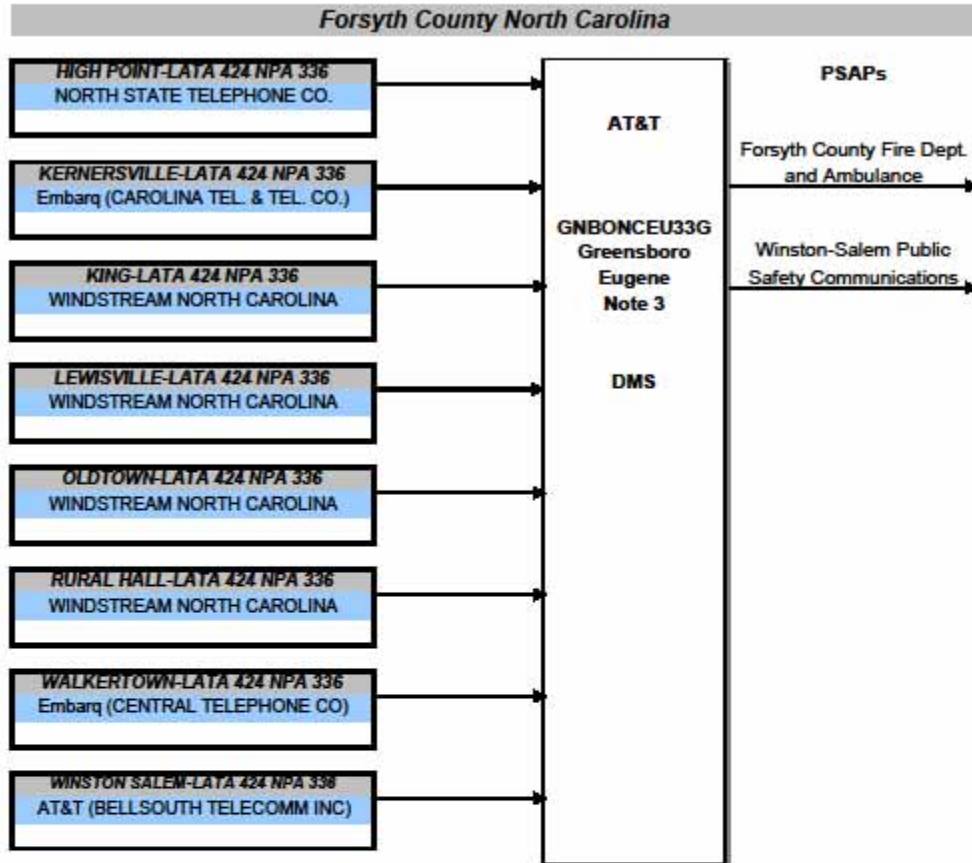 Forsyth County North Carolina
HIGH POINT-LATA 424 NPA 336
NORTH STATE TELEPHONE CO.
KERNERSVILLE-LATA 424 NPA 336
Embarq (CAROLINA TEL. & TEL. CO.)
KING-LATA 424 NPA 336
WINDSTREAM NORTH CAROLINA
LEWISVILLE-LATA 424 NPA 336
WINDSTREAM NORTH CAROLINA
OLDTOWN-LATA 424 NPA 336
WINDSTREAM NORTH CAROLINA
RURAL HALL-LATA 424 NPA 336
WINDSTREAM NORTH CAROLINA
WALKERTOWN-LATA 424 NPA 336
Embarq (CENTRAL TELEPHONE CO)
WINSTON SALEM-LATA 424 NPA 336
AT&T (BELLSOUTH TELECOMM INC)
AT&T
GNBONCEU33G
Greensboro
Eugene
Note 3
DMS
PSAPs
Forsyth County Fire Dept.
and Ambulance
Winston-Salem Public
Safety Communications